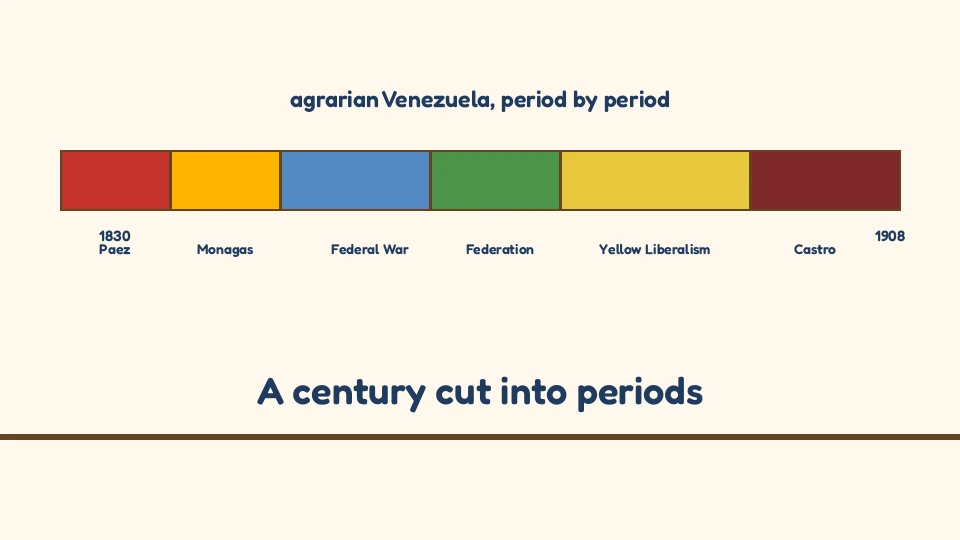 agrarian Venezuela, period by period
1830 1908
Paez Monagas Federal War Federation Yellow Liberalism Castro
A century cut into periods